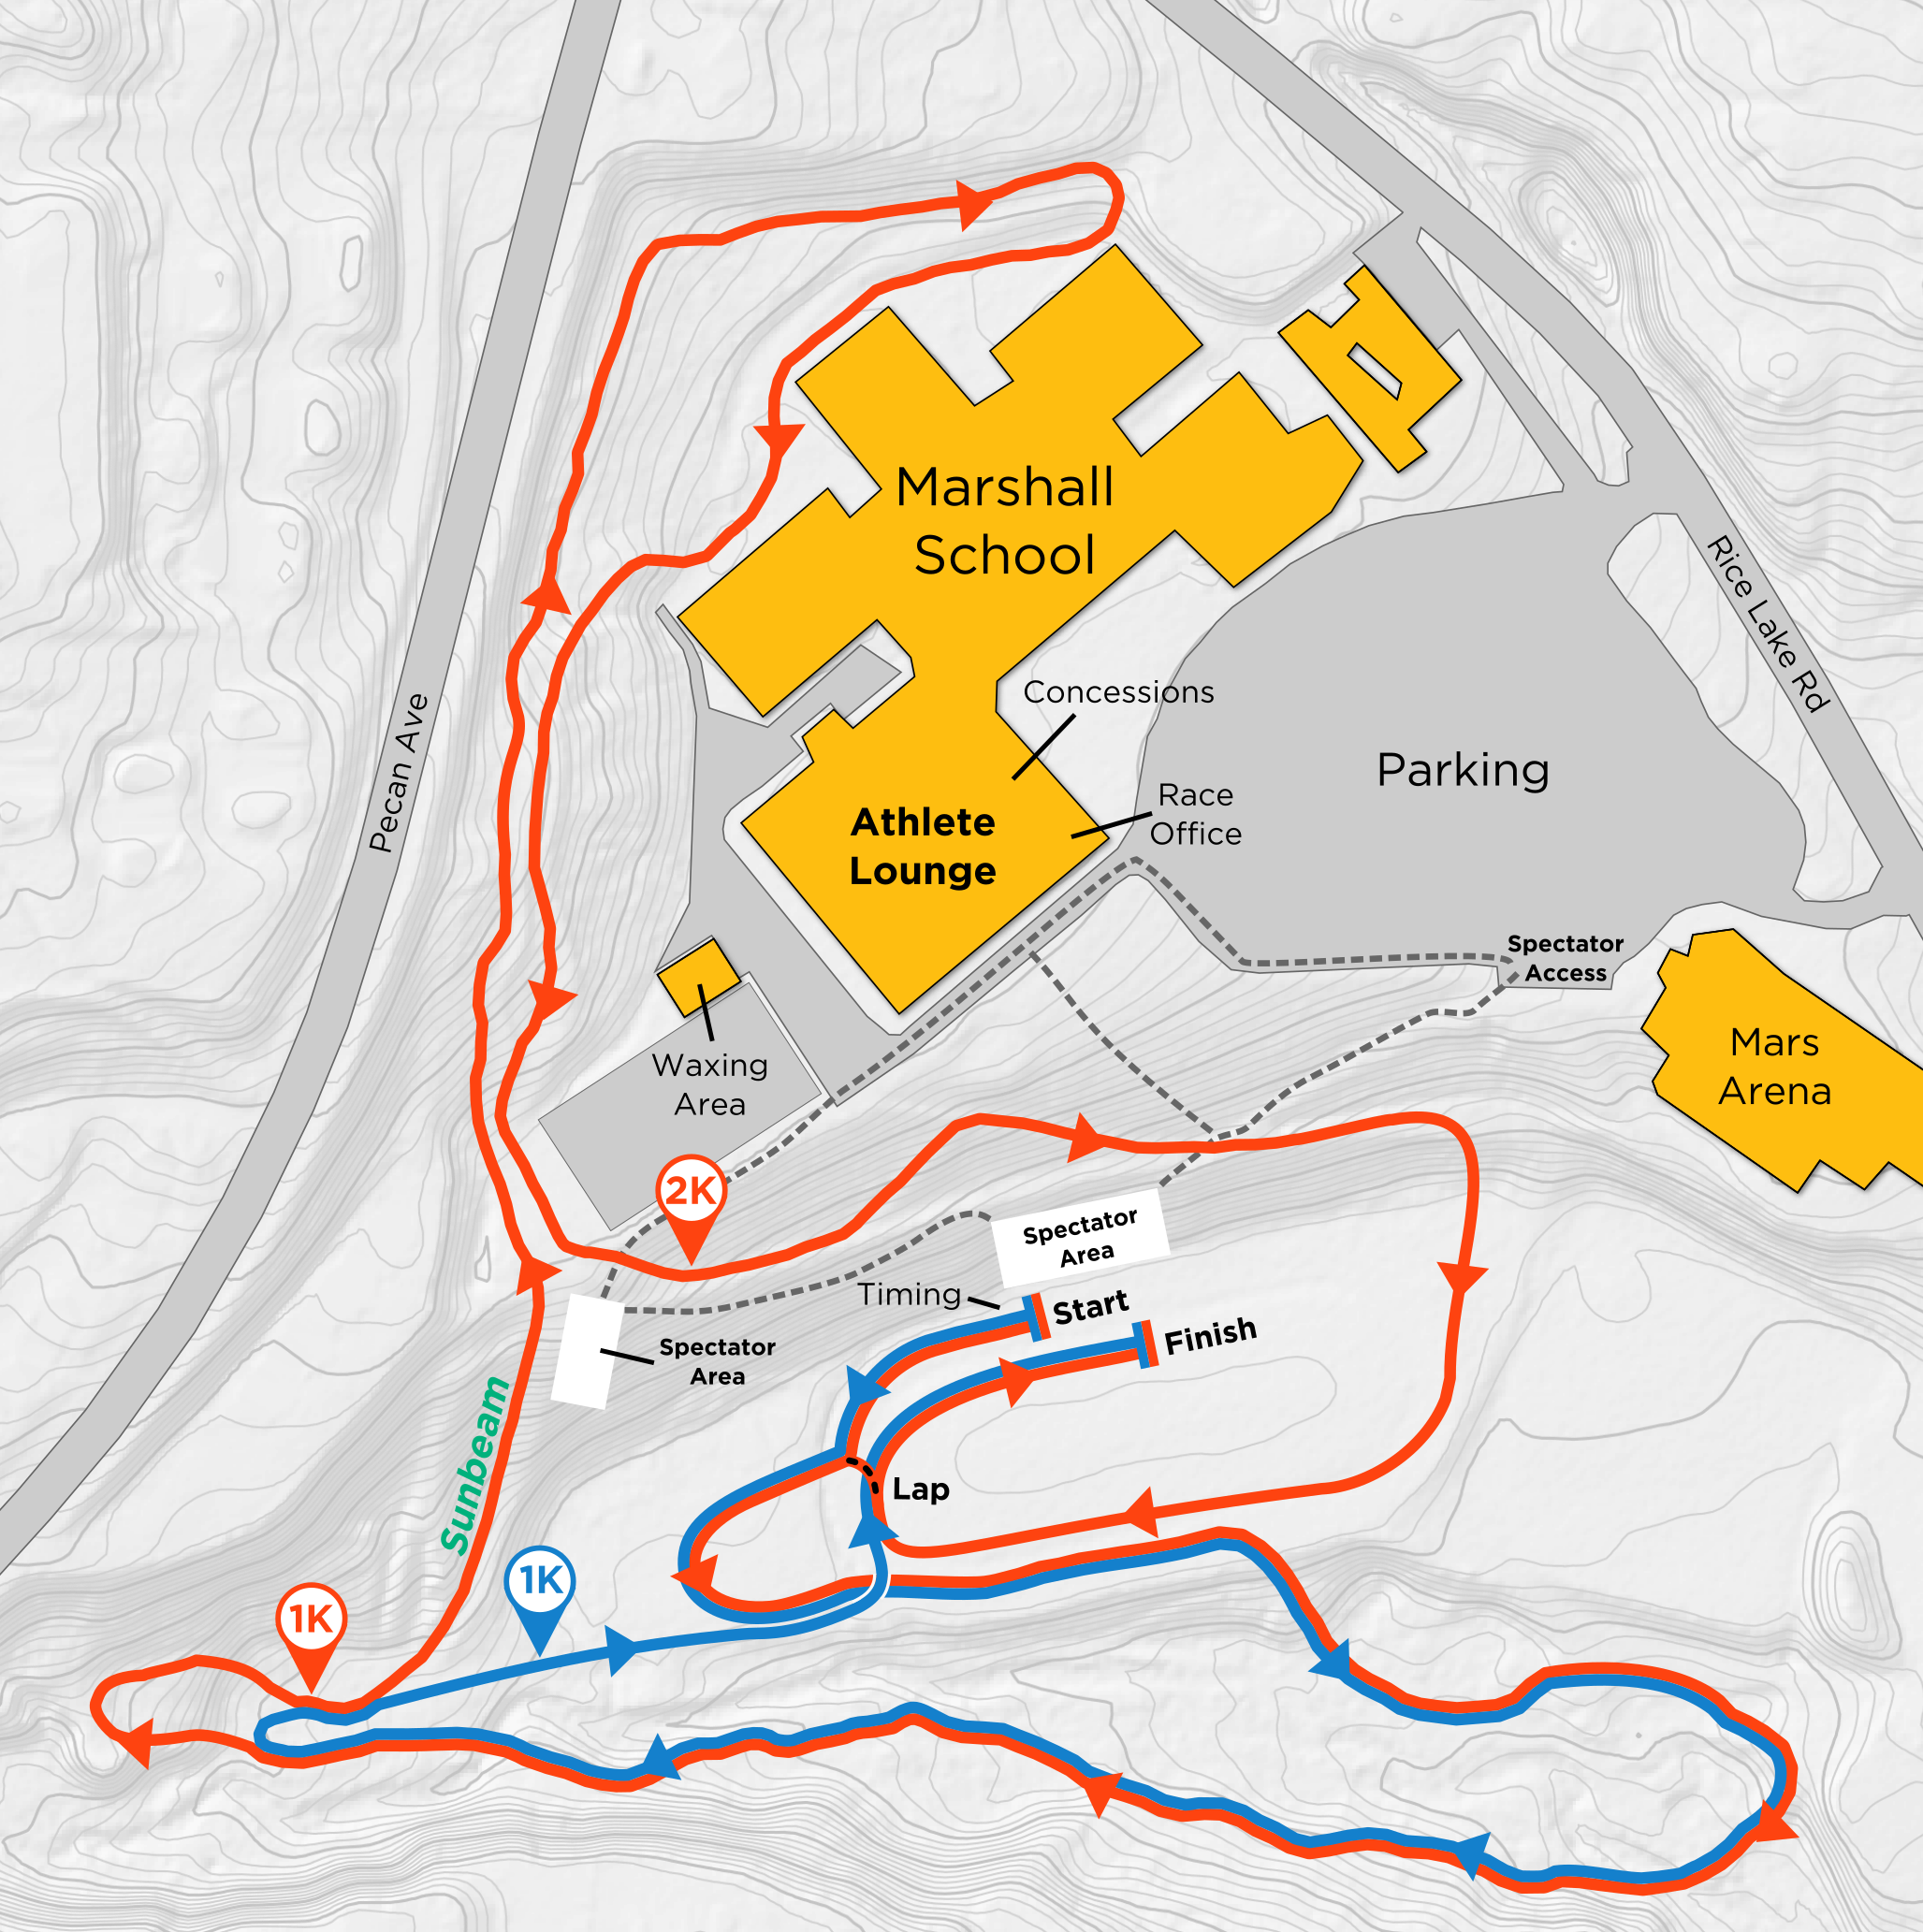 Marshall
School
Rice Lake Rd
Concessions
Pecan Ave
Parking
Race
Office
Athlete
Lounge
Spectator
Access
Waxing
Area
Mars
Arena
2K
Spectator
Area
Timing
Start
Finish
Spectator
Area
Sunbeam
Lap
1K
1K